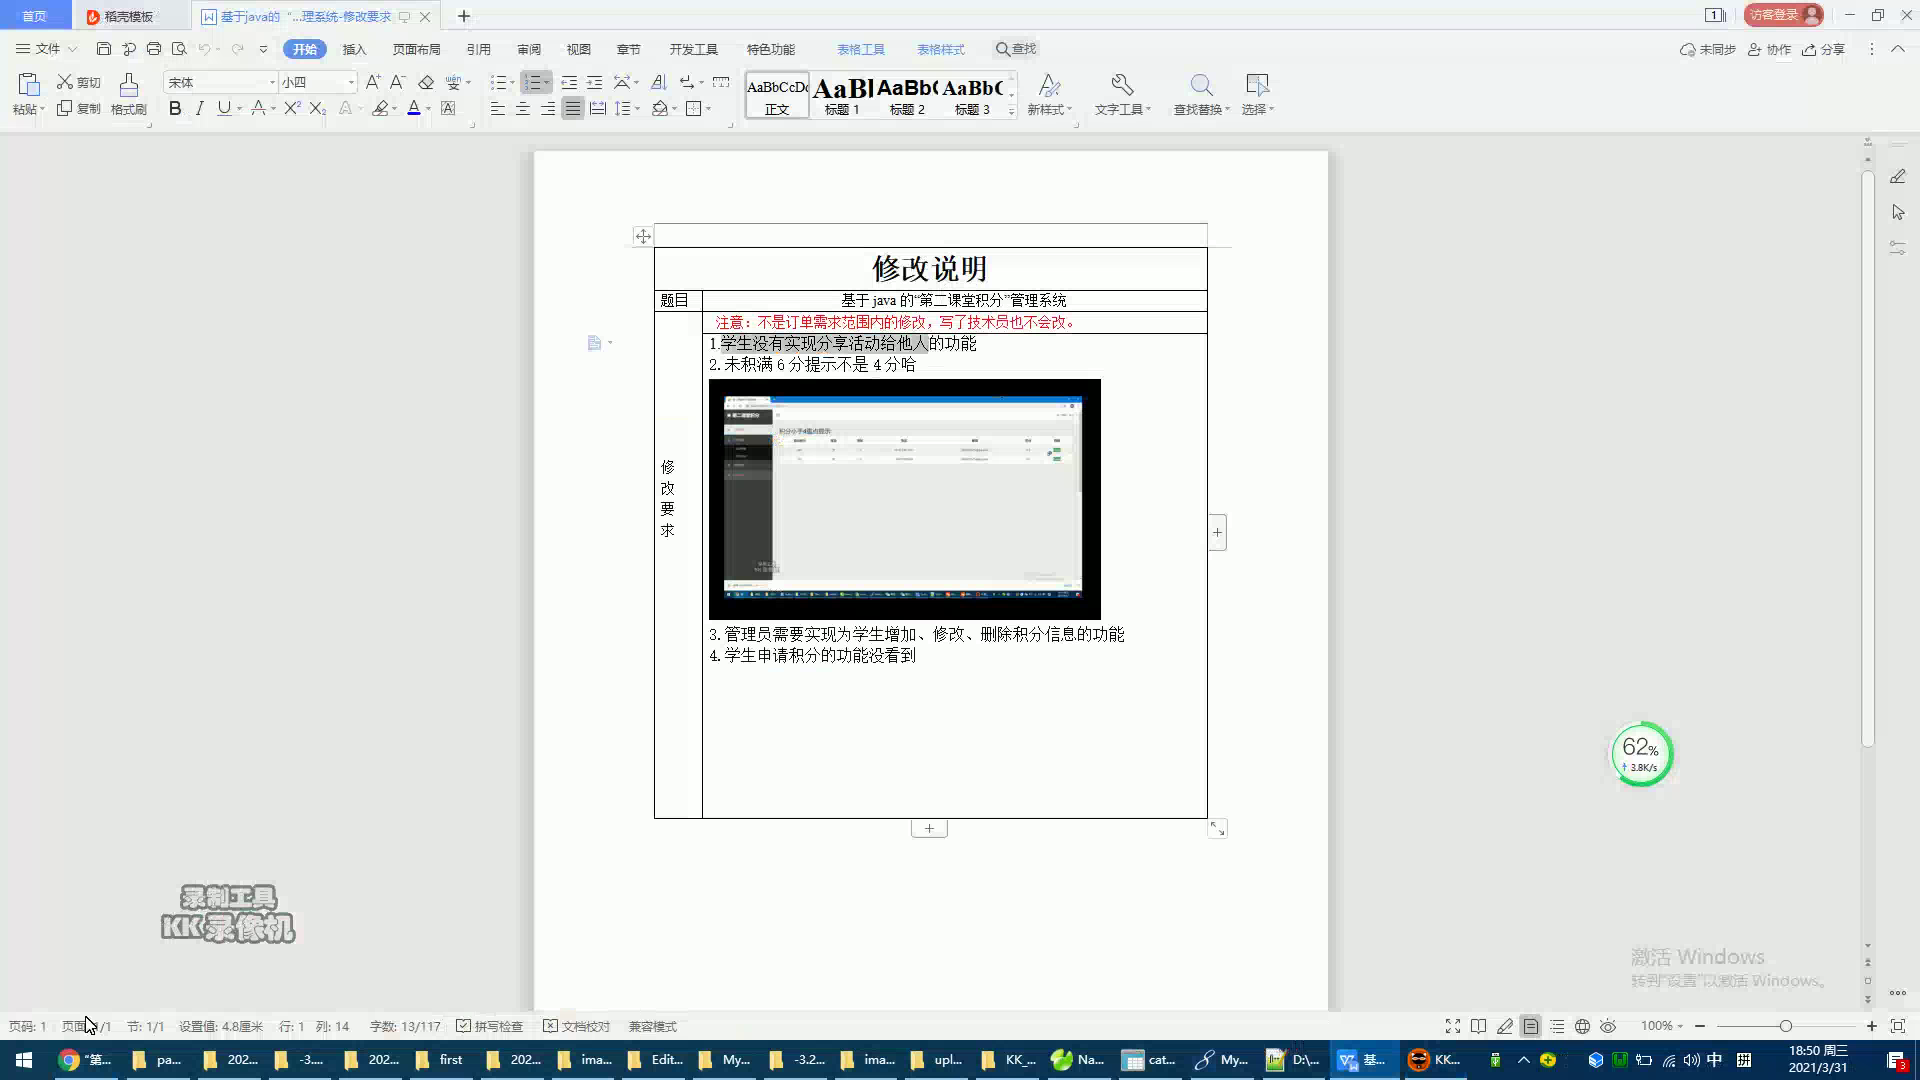 首页
稻壳模板
基于java的 “...理系统-修改要求
1
访客登录
文件
开始
插入
页面布局
引用
审阅
视图
章节
开发工具
特色功能
表格工具
表格样式
查找
未同步
协作
分享
粘贴
剪切
复制
格式刷
宋体
小四
AaBbCcDd
正文
AaBl
标题 1
AaBb(
标题 2
AaBbC
标题 3
新样式
文字工具
查找替换
选择
修改说明
题目
基于 java 的“第二课堂积分”管理系统
注意：不是订单需求范围内的修改，写了技术员也不会改。
修改要求
1.学生没有实现分享活动给他人的功能
2. 未积满 6 分提示不是 4 分哈
3. 管理员需要实现为学生增加、修改、删除积分信息的功能
4. 学生申请积分的功能没看到
62%
3.8K/s
录制工具
KK录像机
激活 Windows
转到“设置”以激活 Windows。
页码: 1
页面: 1/1
节: 1/1
设置值: 4.8厘米
行: 1
列: 14
字数: 13/117
拼写检查
文档校对
兼容模式
100%
“第...
pa...
202...
-3....
202...
first
202...
ima...
Edit...
My...
-3.2...
ima...
upl...
KK_...
Na...
cat...
My...
D:\...
基...
KK...
中
拼
18:50 周三
2021/3/31
3